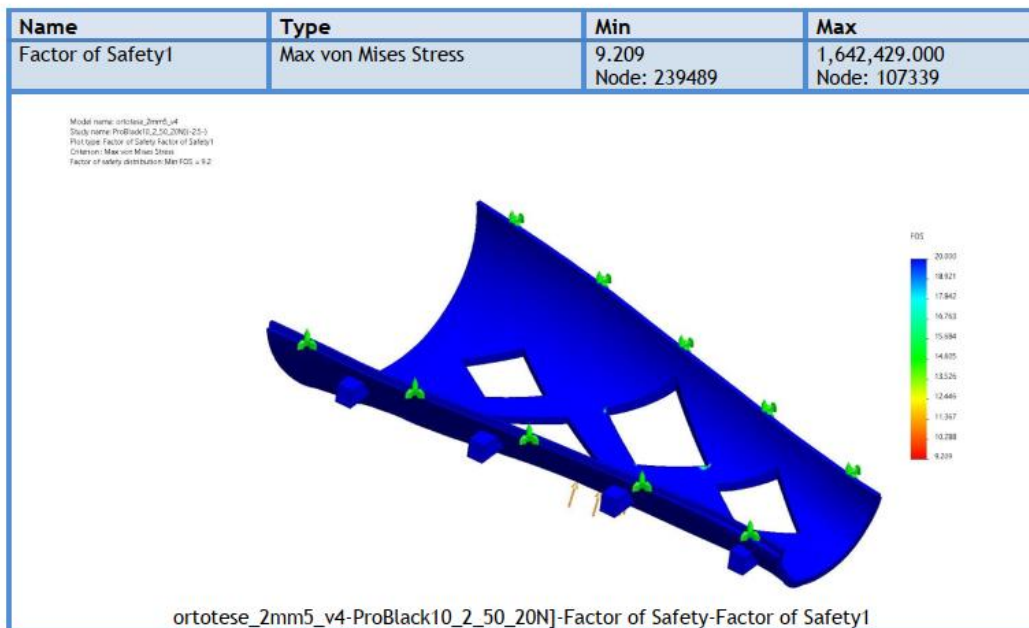 Name Type Min Max
Factor of Safety1 Max von Mises Stress 9.209 1,642,429.000
Node: 239489 Node: 107339
Model name: ortotese_2mm5_v4
Study name: ProBlack10_2_50_20N](-25-)
Plot type: Factor of Safety Factor of Safety1
Criterion : Max von Mises Stress
Factor of safety distribution: Min FOS = 9.2
FOS
20.000
18.921
17.842
16.763
15.684
14.605
13.526
12.446
11.367
10.288
9.209
ortotese_2mm5_v4-ProBlack10_2_50_20N]-Factor of Safety-Factor of Safety1